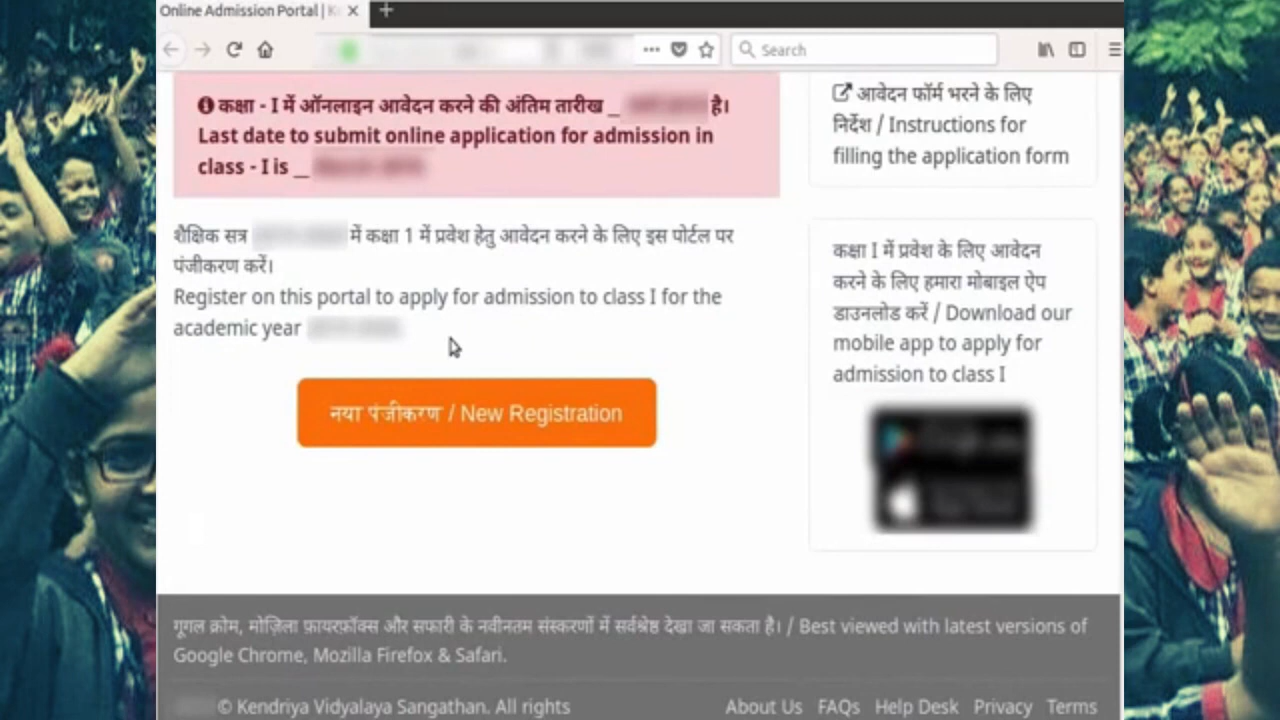 Online Admission Portal |
Search
कक्षा - I में ऑनलाइन आवेदन करने की अंतिम तारीख _ है।
Last date to submit online application for admission in
class - I is __
शैक्षिक सत्र में कक्षा 1 में प्रवेश हेतु आवेदन करने के लिए इस पोर्टल पर
पंजीकरण करें।
Register on this portal to apply for admission to class I for the
academic year
नया पंजीकरण / New Registration
आवेदन फॉर्म भरने के लिए
निर्देश / Instructions for
filling the application form
कक्षा I में प्रवेश के लिए आवेदन
करने के लिए हमारा मोबाइल ऐप
डाउनलोड करें / Download our
mobile app to apply for
admission to class I
गूगल क्रोम, मोज़िला फ़ायरफ़ॉक्स और सफारी के नवीनतम संस्करणों में सर्वश्रेष्ठ देखा जा सकता है। / Best viewed with latest versions of
Google Chrome, Mozilla Firefox & Safari.
© Kendriya Vidyalaya Sangathan. All rights
About Us FAQs Help Desk Privacy Terms